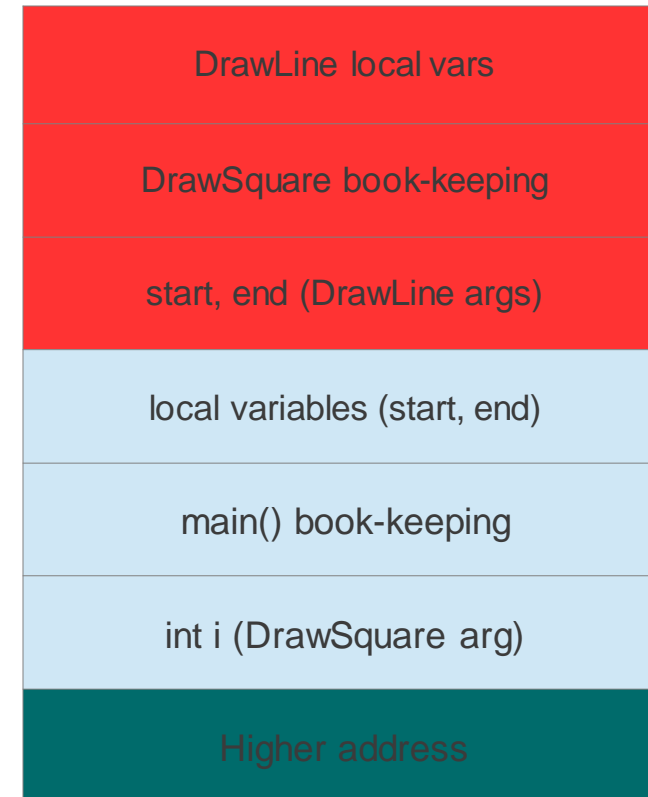 DrawLine local vars
DrawSquare book-keeping
start, end (DrawLine args)
local variables (start, end)
main() book-keeping
int i (DrawSquare arg)
Higher address